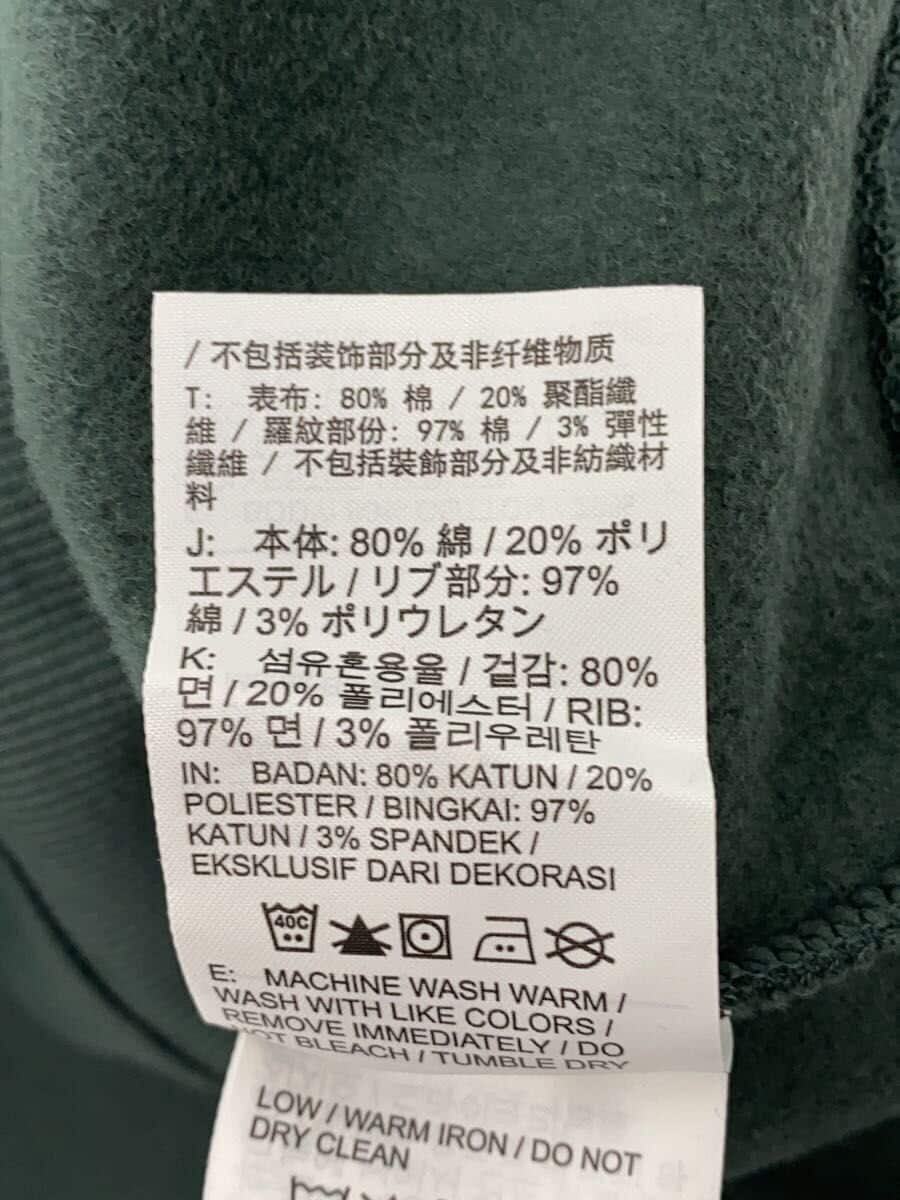 / 不包括装饰部分及非纤维物质
T: 表布: 80% 棉 / 20% 聚酯纖
維 / 羅紋部份: 97% 棉 / 3% 彈性
纖維 / 不包括裝飾部分及非紡織材
料
J: 本体: 80% 綿 / 20% ポリ
エステル / リブ部分: 97%
綿 / 3% ポリウレタン
K: 섬유혼용율 / 겉감: 80%
면 / 20% 폴리에스터 / RIB:
97% 면 / 3% 폴리우레탄
IN: BADAN: 80% KATUN / 20%
POLIESTER / BINGKAI: 97%
KATUN / 3% SPANDEK /
EKSKLUSIF DARI DEKORASI
40C
E: MACHINE WASH WARM /
WASH WITH LIKE COLORS /
REMOVE IMMEDIATELY / DO
NOT BLEACH / TUMBLE DRY
LOW / WARM IRON / DO NOT
DRY CLEAN